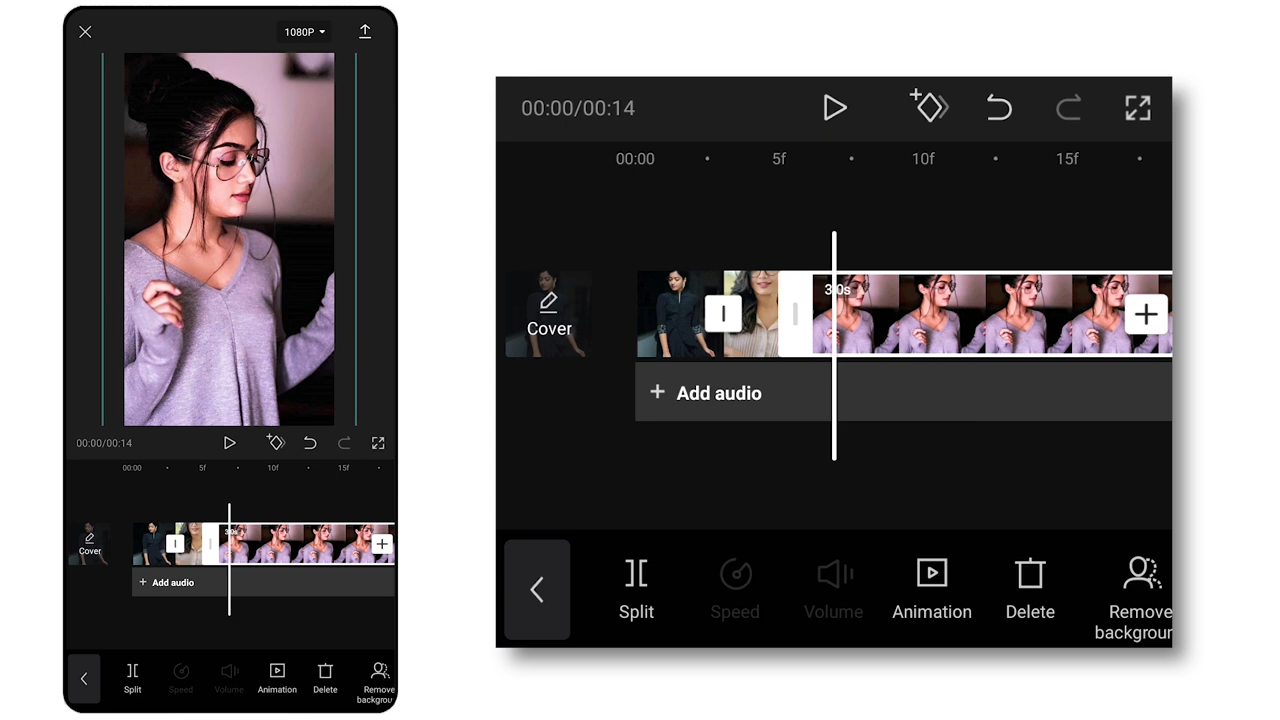 1080P
00:00/00:14
00:00 5f 10f 15f
3.0s
Cover
+ Add audio
Split Speed Volume Animation Delete Remove
backgrou
00:00/00:14
00:00 5f 10f 15f
3.0s
Cover
+ Add audio
Split Speed Volume Animation Delete Remove
backgroun